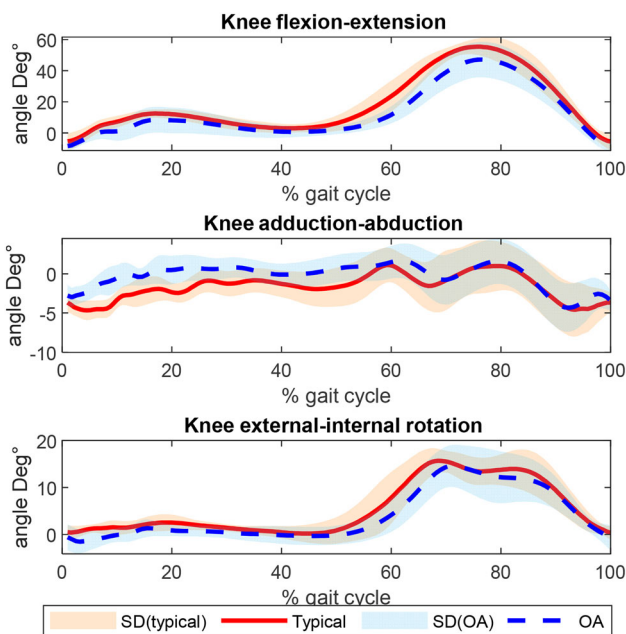 Knee flexion-extension
angle Deg°
60
40
20
0
0 20 40 60 80 100
% gait cycle
Knee adduction-abduction
angle Deg°
0
-5
-10
0 20 40 60 80 100
% gait cycle
Knee external-internal rotation
angle Deg°
20
10
0
0 20 40 60 80 100
% gait cycle
SD(typical) Typical SD(OA) OA